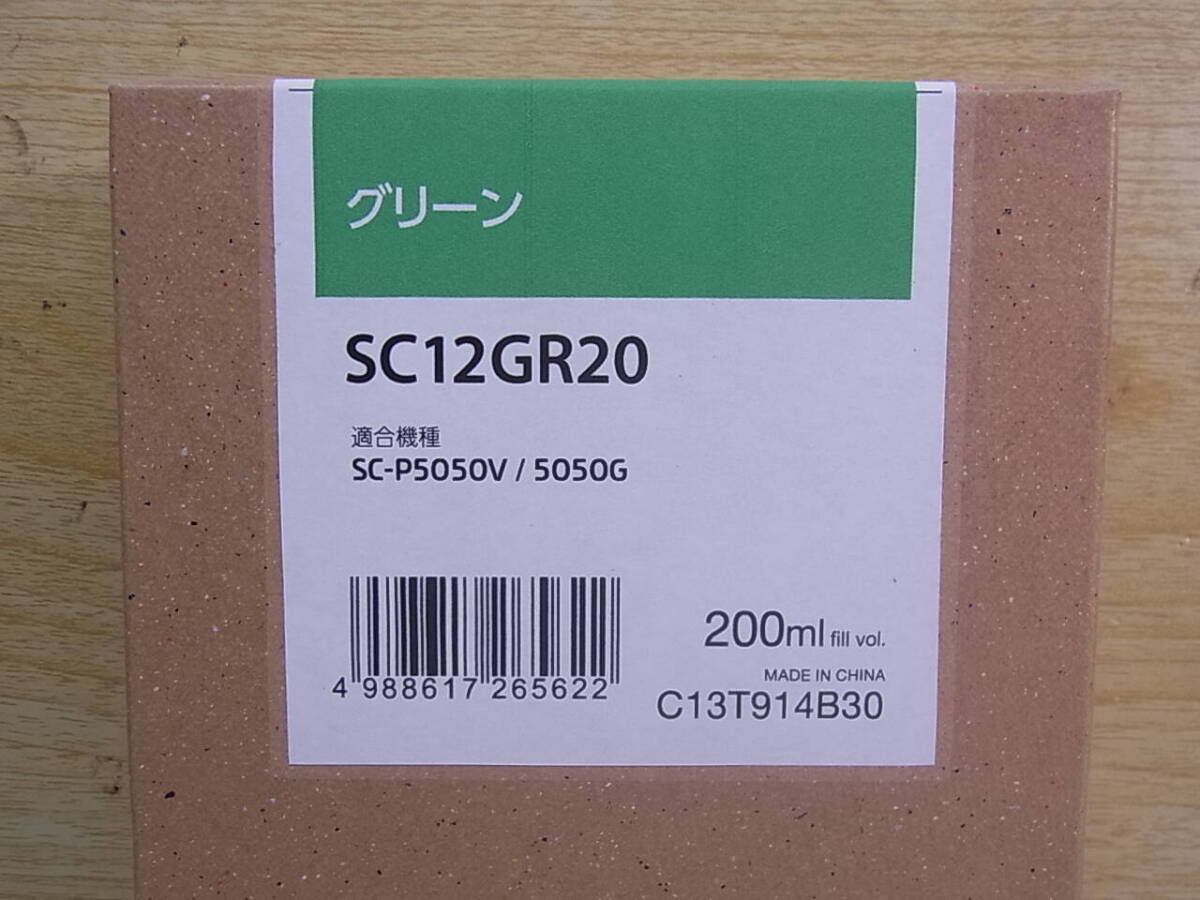 グリーン
SC12GR20
適合機種
SC-P5050V / 5050G
200ml fill vol.
MADE IN CHINA
4 988617 265622
C13T914B30